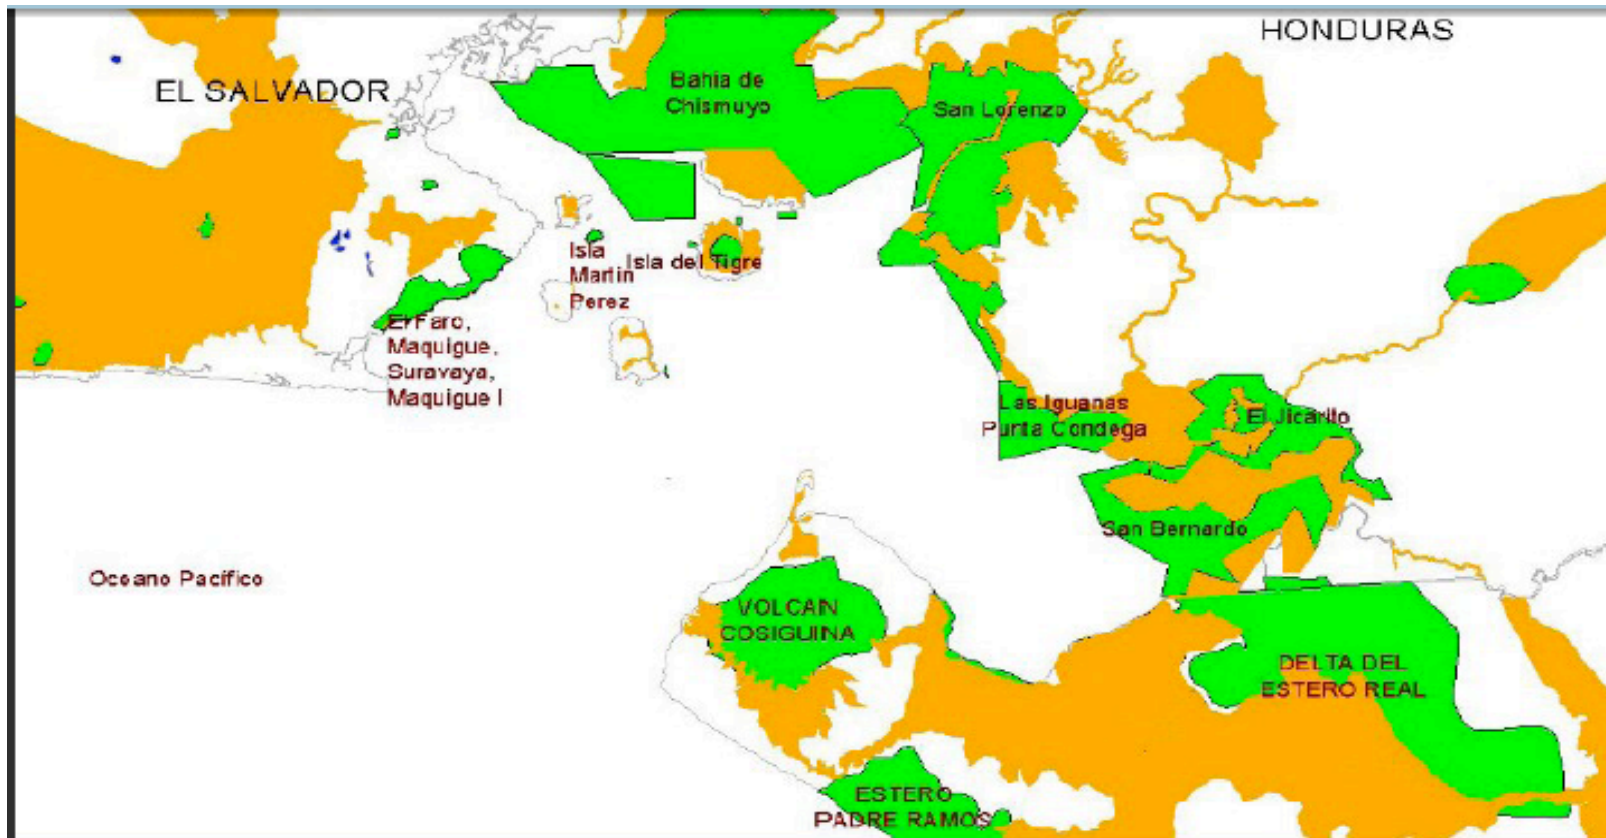 HONDURAS
EL SALVADOR
Bahia de
Chismuyo
San Lorenzo
Isla
Martin
Perez
Isla del Tigre
El Faro,
Maquigue,
Suravaya,
Maquigue I
Las Iguanas
Punta Condega
El Jicarito
San Bernardo
Oceano Pacífico
VOLCAN
COSIGUINA
DELTA DEL
ESTERO REAL
ESTERO
PADRE RAMOS